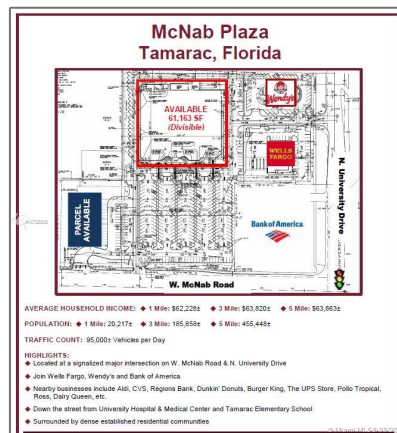 McNab Plaza
Tamarac, Florida
AVAILABLE
61,163 SF
(Divisible)
Wendy's
WELLS
FARGO
N. University Drive
PARCEL
AVAILABLE
Bank of America
W. McNab Road
AVERAGE HOUSEHOLD INCOME: ◆ 1 Mile: $62,228± ◆ 3 Mile: $63,820± ◆ 5 Mile: $63,863±
POPULATION: ◆ 1 Mile: 20,217± ◆ 3 Mile: 185,858± ◆ 5 Mile: 455,448±
TRAFFIC COUNT: 95,000± Vehicles per Day
HIGHLIGHTS:
◆ Located at a signalized major intersection on W. McNab Road & N. University Drive
◆ Join Wells Fargo, Wendy's and Bank of America
◆ Nearby businesses include Aldi, CVS, Regions Bank, Dunkin' Donuts, Burger King, The UPS Store, Pollo Tropical,
Ross, Dairy Queen, etc.
◆ Down the street from University Hospital & Medical Center and Tamarac Elementary School
◆ Surrounded by dense established residential communities